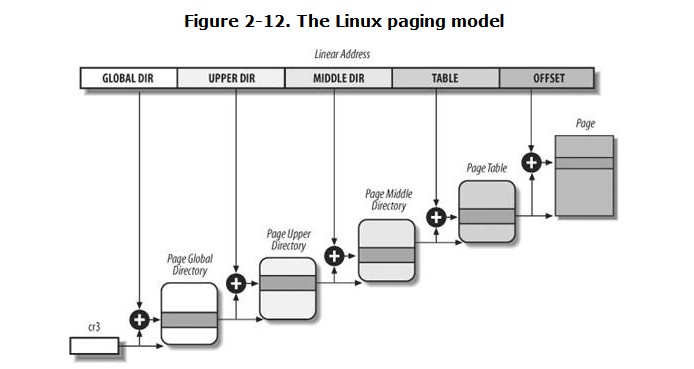 Figure 2-12. The Linux paging model
Linear Address
GLOBAL DIR
UPPER DIR
MIDDLE DIR
TABLE
OFFSET
Page
Page Table
Page Middle
Directory
Page Upper
Directory
Page Global
Directory
cr3